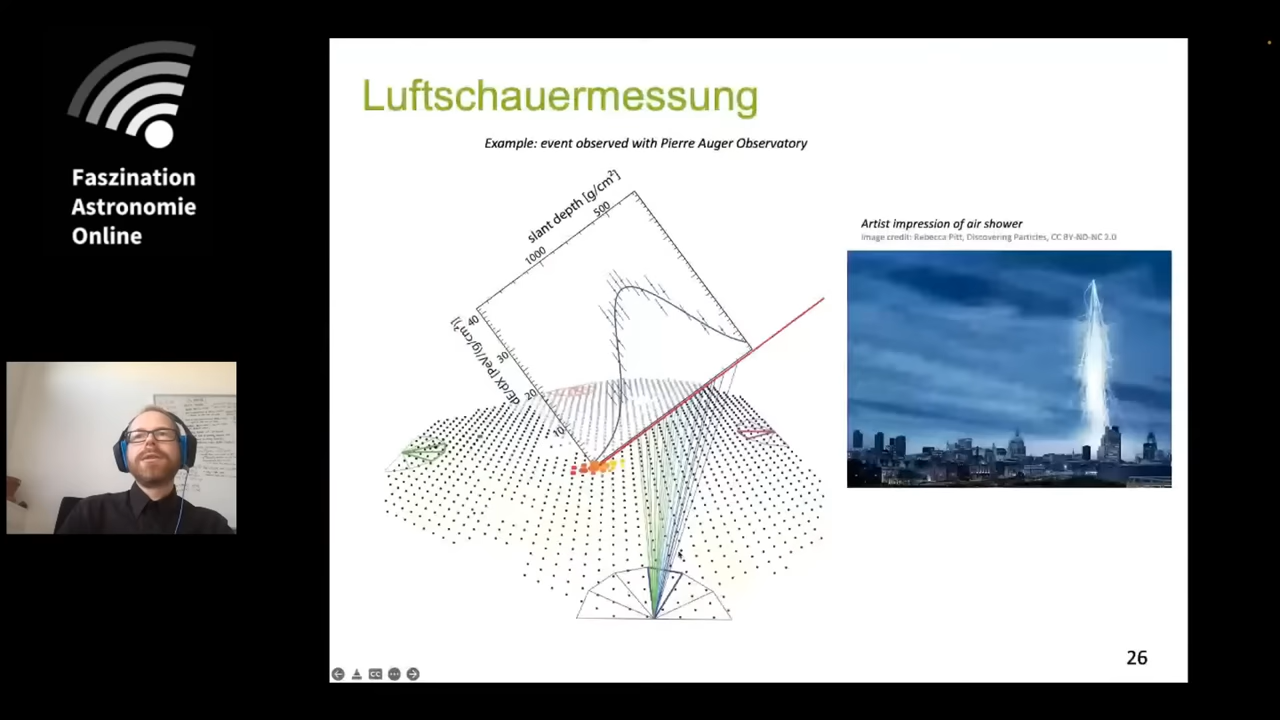 Faszination
Astronomie
Online
Luftschauermessung
Example: event observed with Pierre Auger Observatory
slant depth [g/cm²]
500
1000
40
30
20
10
dE/dX [PeV/(g/cm²)]
Artist impression of air shower
Image credit: Rebecca Pitt, Discovering Particles, CC BY-ND-NC 2.0
26
CC